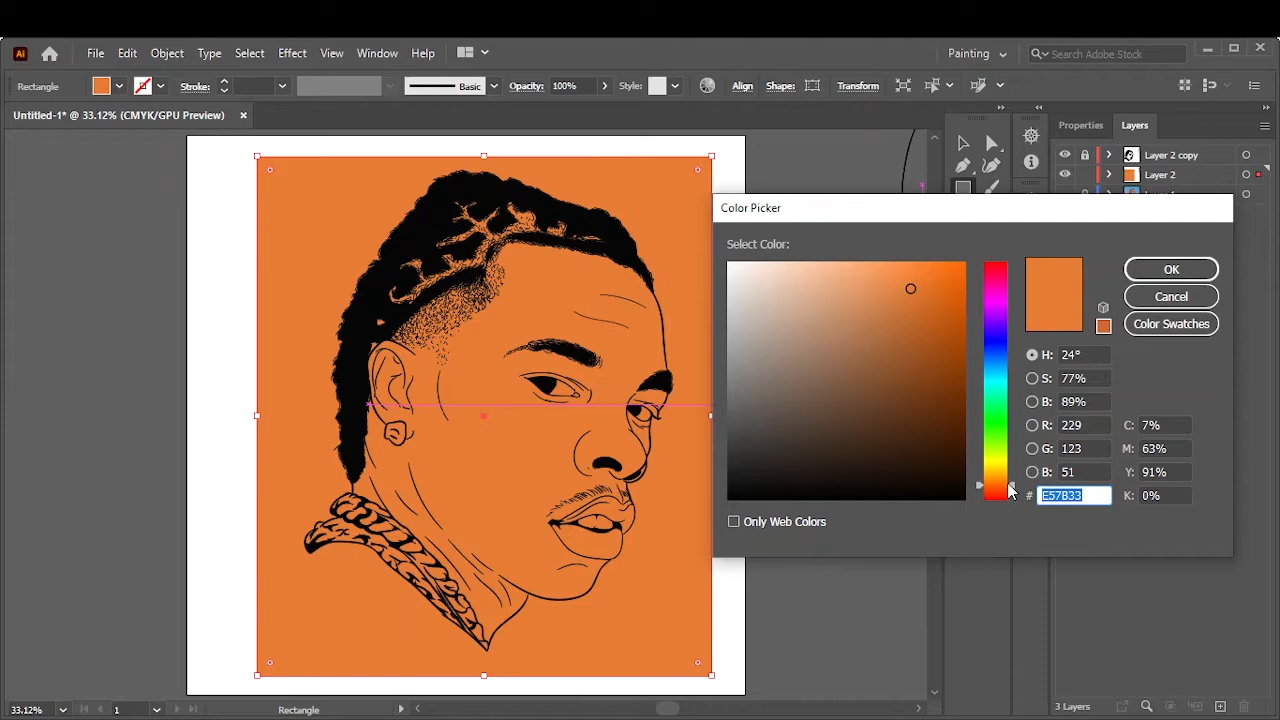 Ai File Edit Object Type Select Effect View Window Help Painting Search Adobe Stock
Rectangle Stroke: Basic Opacity: 100% Style: Align Shape: Transform
Untitled-1* @ 33.12% (CMYK/GPU Preview) Properties Layers
Layer 2 copy
Layer 2
Color Picker
Select Color:
OK
Cancel
Color Swatches
H: 24°
S: 77%
B: 89%
R: 229 C: 7%
G: 123 M: 63%
B: 51 Y: 91%
# E57B33 K: 0%
Only Web Colors
33.12% 1 Rectangle 3 Layers